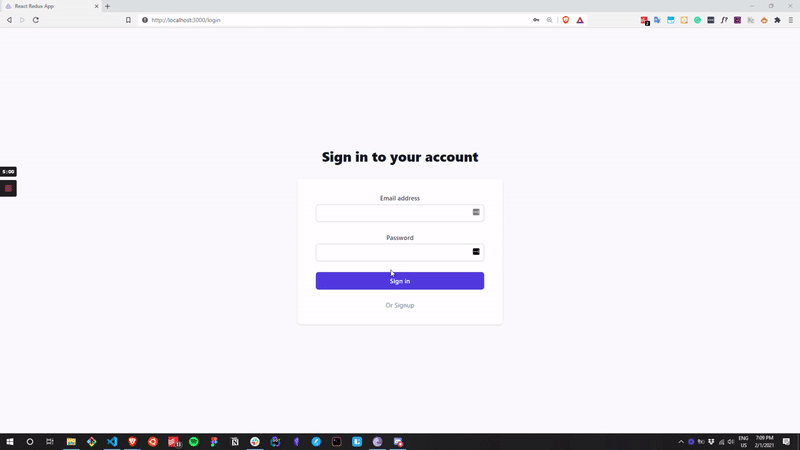 React Redux App
http://localhost:3000/login
Sign in to your account
5:00
Email address
Password
Sign in
Or Signup
ENG
US
7:09 PM
2/1/2021